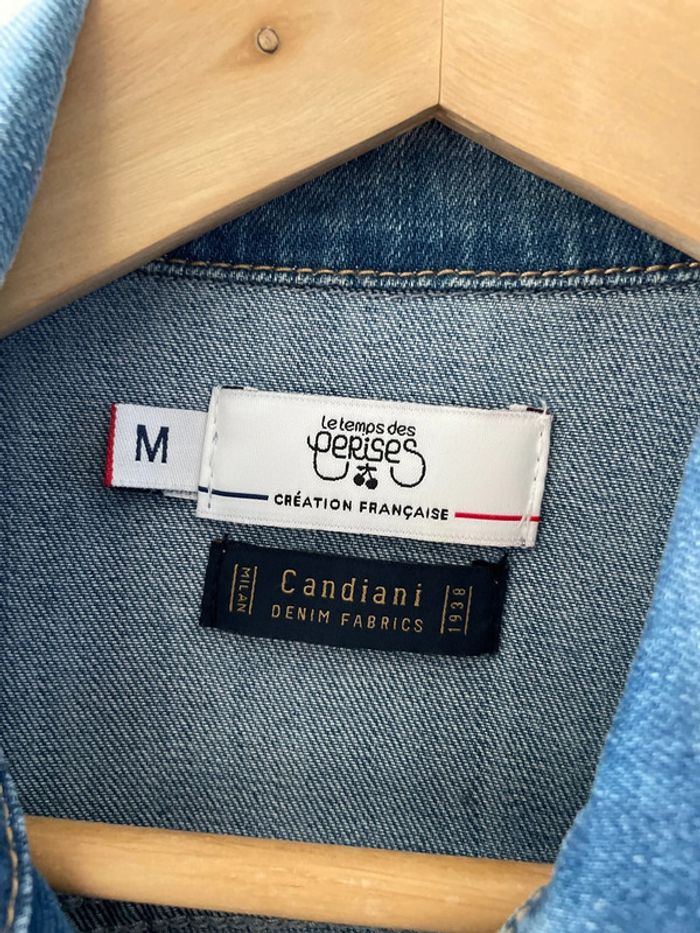 M
le temps des
cerises
CRÉATION FRANÇAISE
MILAN
Candiani
DENIM FABRICS
1938